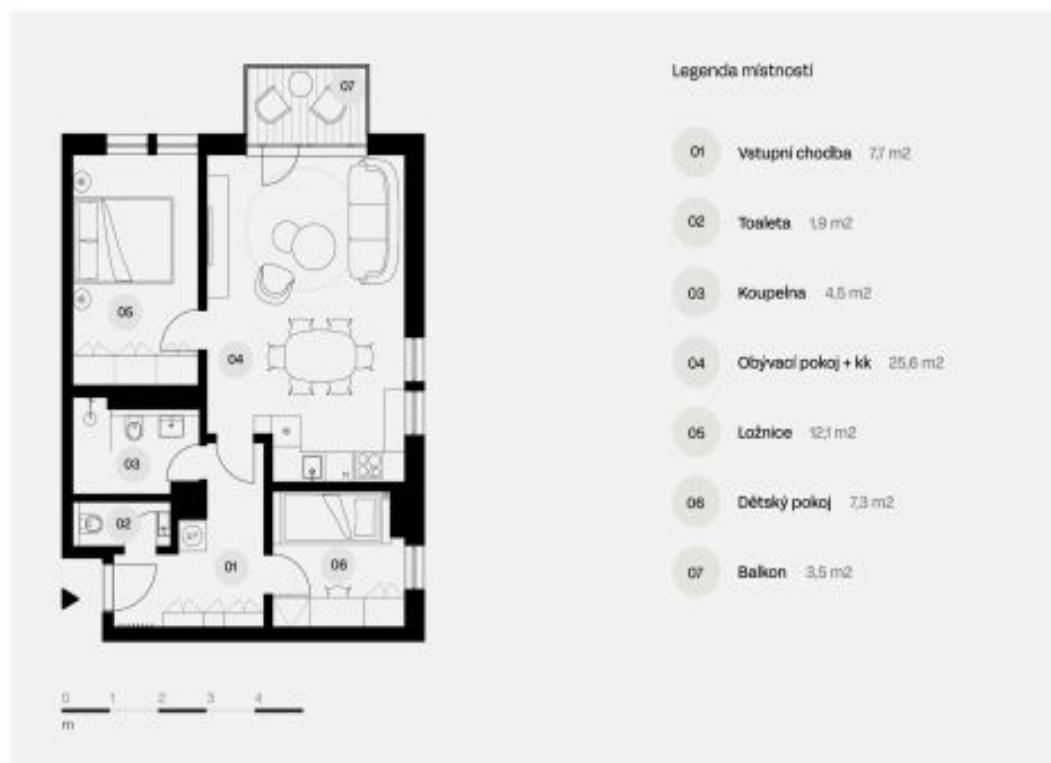 Legenda místností
01 Vstupní chodba 7,7 m2
02 Toaleta 1,9 m2
03 Koupelna 4,5 m2
04 Obývací pokoj + kk 25,6 m2
05 Ložnice 12,1 m2
06 Dětský pokoj 7,3 m2
07 Balkon 3,5 m2
07
05
04
03
02
01
06
0 1 2 3 4
m